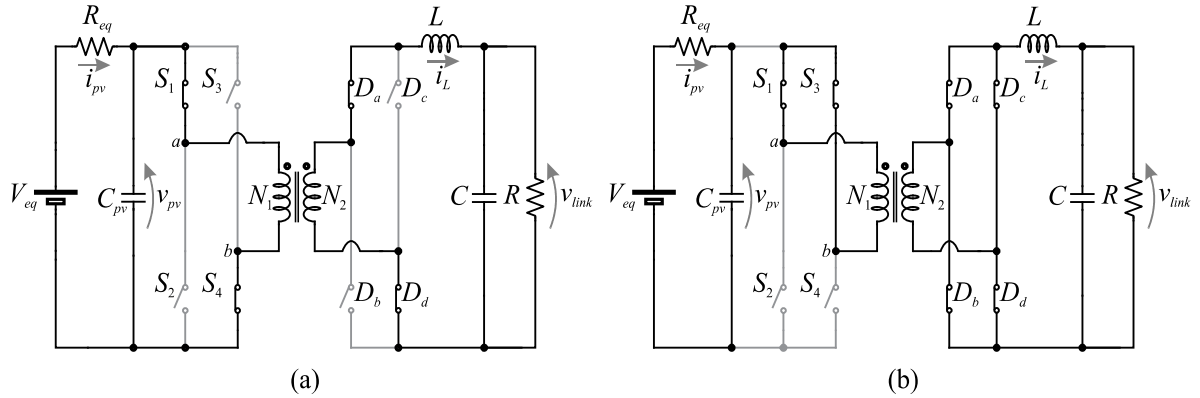 R_eq
L
i_pv
S_1
S_3
D_a
D_c
i_L
a
V_eq
C_pv
v_pv
N_1
N_2
C
R
v_link
b
S_2
S_4
D_b
D_d
(a)
R_eq
L
i_pv
S_1
S_3
D_a
D_c
i_L
a
V_eq
C_pv
v_pv
N_1
N_2
C
R
v_link
b
S_2
S_4
D_b
D_d
(b)